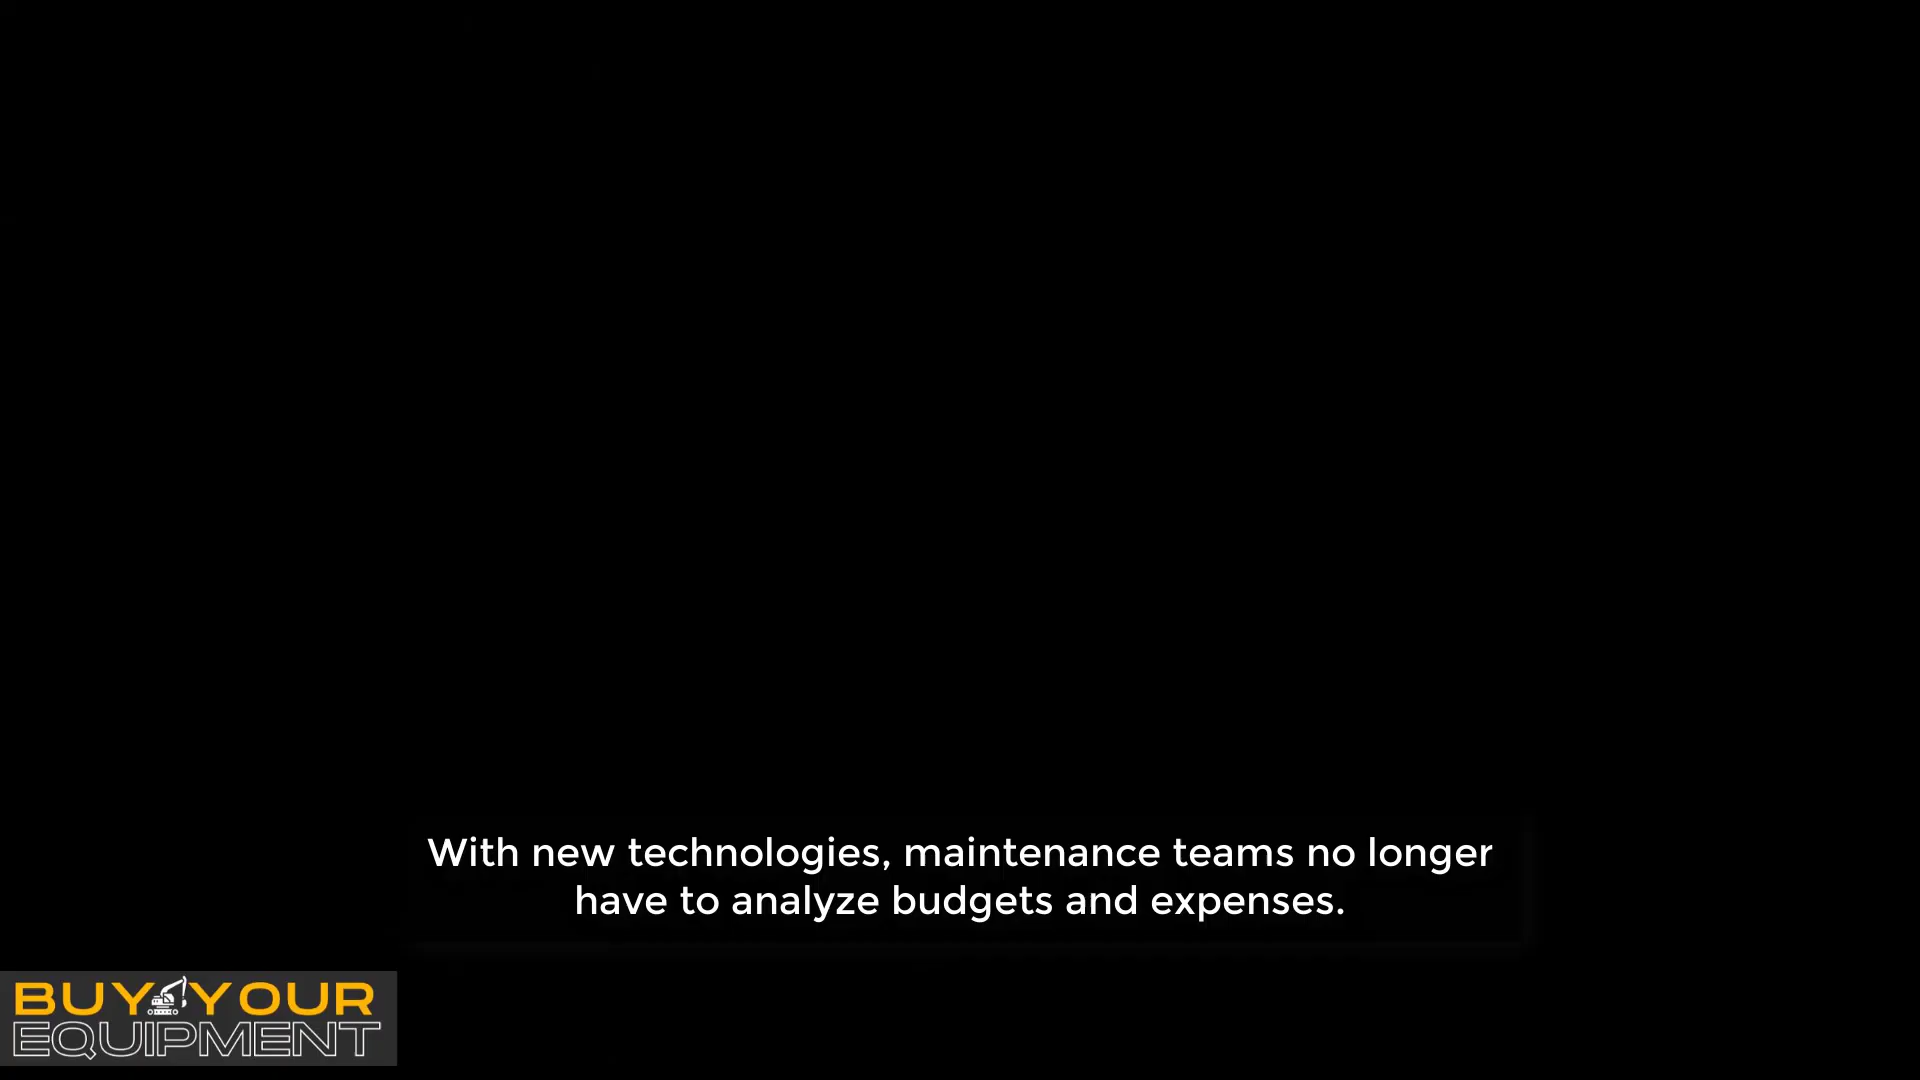 With new technologies, maintenance teams no longer
have to analyze budgets and expenses.
BUY YOUR
EQUIPMENT